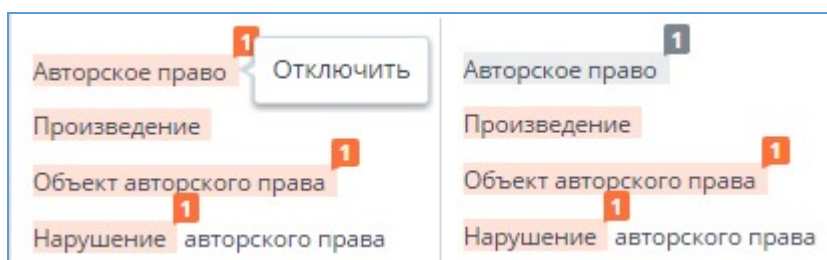 1
Авторское право Отключить
Произведение
1
Объект авторского права
1
Нарушение авторского права
1
Авторское право
Произведение
1
Объект авторского права
1
Нарушение авторского права